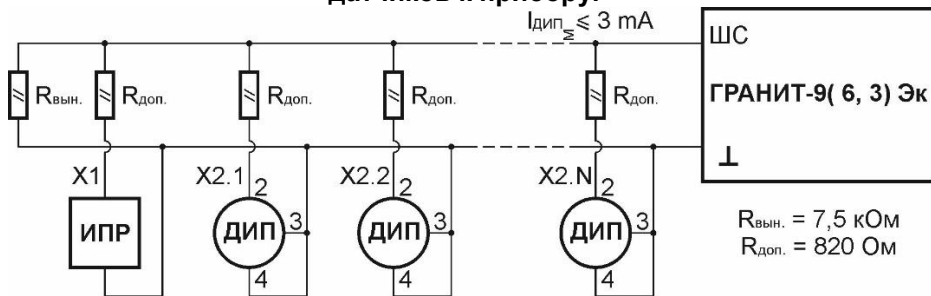 датчиков к прибору.
Iдип м ⩽ 3 mA
ШС
Rвын.
Rдоп.
Rдоп.
Rдоп.
Rдоп.
ГРАНИТ-9( 6, 3) Эк
⊥
X1
X2.1
2
X2.2
2
X2.N
2
ИПР
ДИП
3
ДИП
3
ДИП
3
4
4
4
Rвын. = 7,5 кОм
Rдоп. = 820 Ом